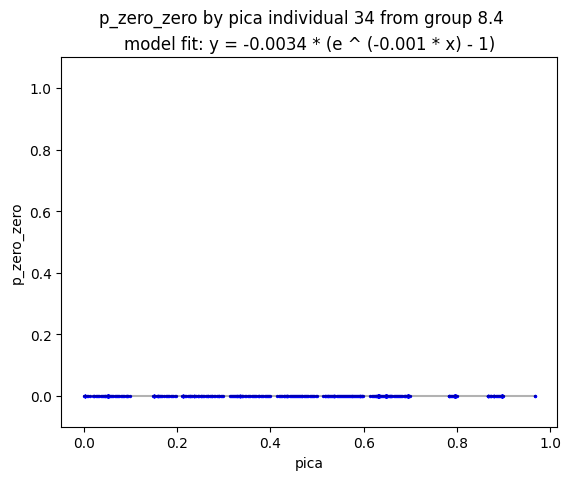 p_zero_zero by pica individual 34 from group 8.4
model fit: y = -0.0034 * (e ^ (-0.001 * x) - 1)
1.0
0.8
0.6
0.4
0.2
0.0
p_zero_zero
0.0 0.2 0.4 0.6 0.8 1.0
pica